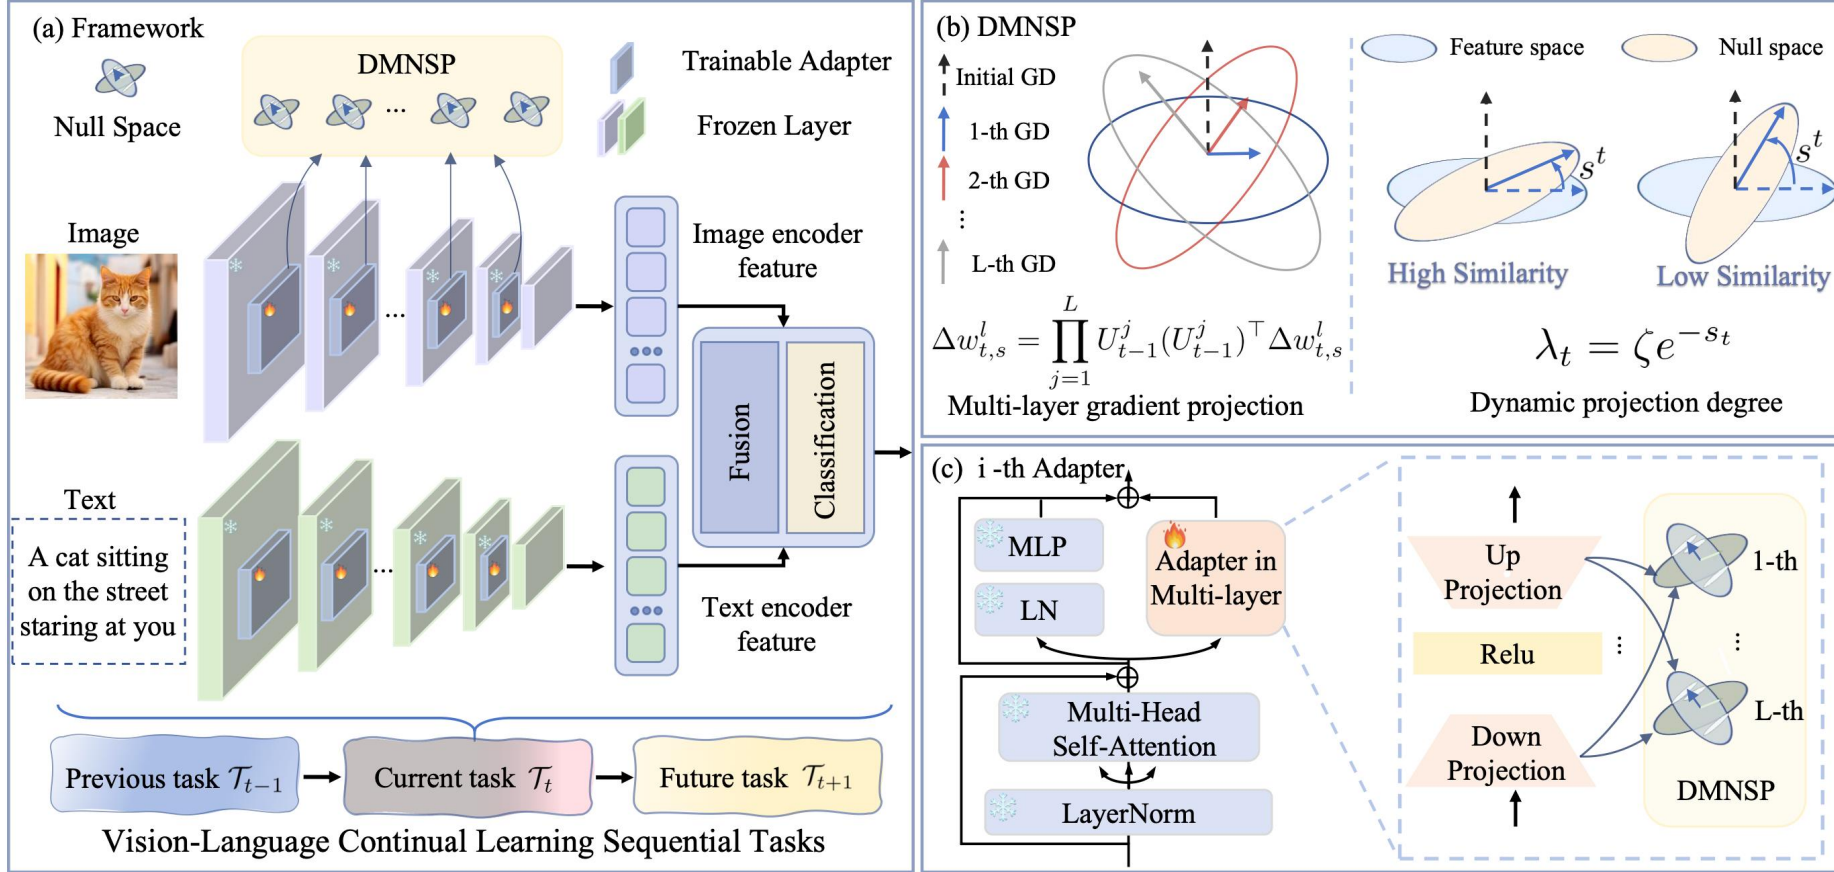 (a) Framework
DMNSP
Null Space
...
Trainable Adapter
Frozen Layer
Image
...
Image encoder
feature
Fusion
Classification
Text
A cat sitting
on the street
staring at you
...
Text encoder
feature
Previous task 𝒯_{t−1}
Current task 𝒯_t
Future task 𝒯_{t+1}
Vision-Language Continual Learning Sequential Tasks
(b) DMNSP
Initial GD
1-th GD
2-th GD
⋮
L-th GD
Δw^l_{t,s} = ∏_{j=1}^{L} U^j_{t−1}(U^j_{t−1})^⊤ Δw^l_{t,s}
Multi-layer gradient projection
Feature space
Null space
s^t
s^t
High Similarity
Low Similarity
λ_t = ζe^{−s_t}
Dynamic projection degree
(c) i -th Adapter
MLP
LN
Adapter in
Multi-layer
Multi-Head
Self-Attention
LayerNorm
Up
Projection
Relu
Down
Projection
⋮
1-th
⋮
L-th
DMNSP